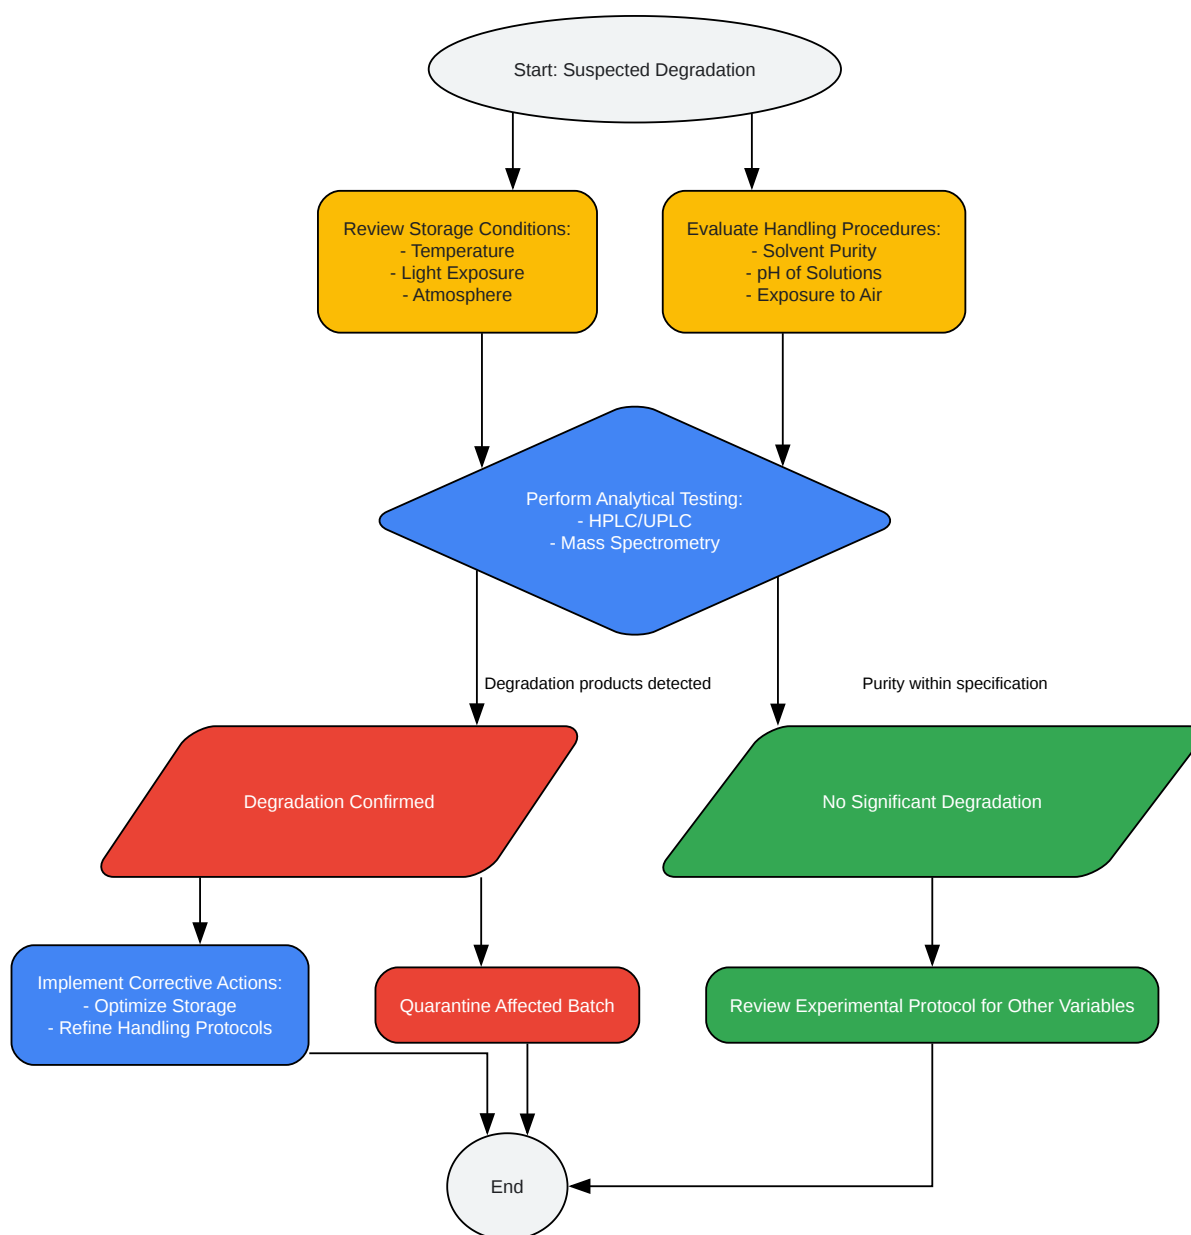 Start: Suspected Degradation
Review Storage Conditions:
- Temperature
- Light Exposure
- Atmosphere
Evaluate Handling Procedures:
- Solvent Purity
- pH of Solutions
- Exposure to Air
Perform Analytical Testing:
- HPLC/UPLC
- Mass Spectrometry
Degradation products detected
Purity within specification
Degradation Confirmed
No Significant Degradation
Implement Corrective Actions:
- Optimize Storage
- Refine Handling Protocols
Quarantine Affected Batch
Review Experimental Protocol for Other Variables
End